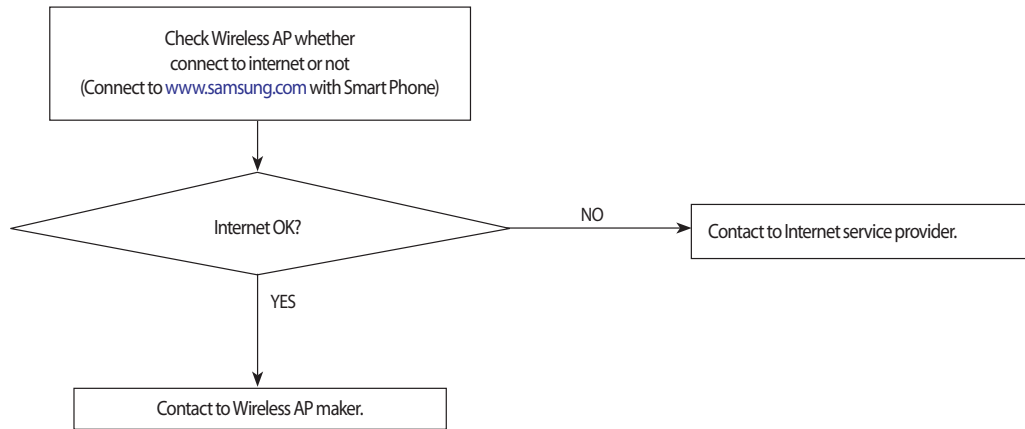 Check Wireless AP whether
connect to internet or not
(Connect to www.samsung.com with Smart Phone)
Internet OK?
NO
Contact to Internet service provider.
YES
Contact to Wireless AP maker.